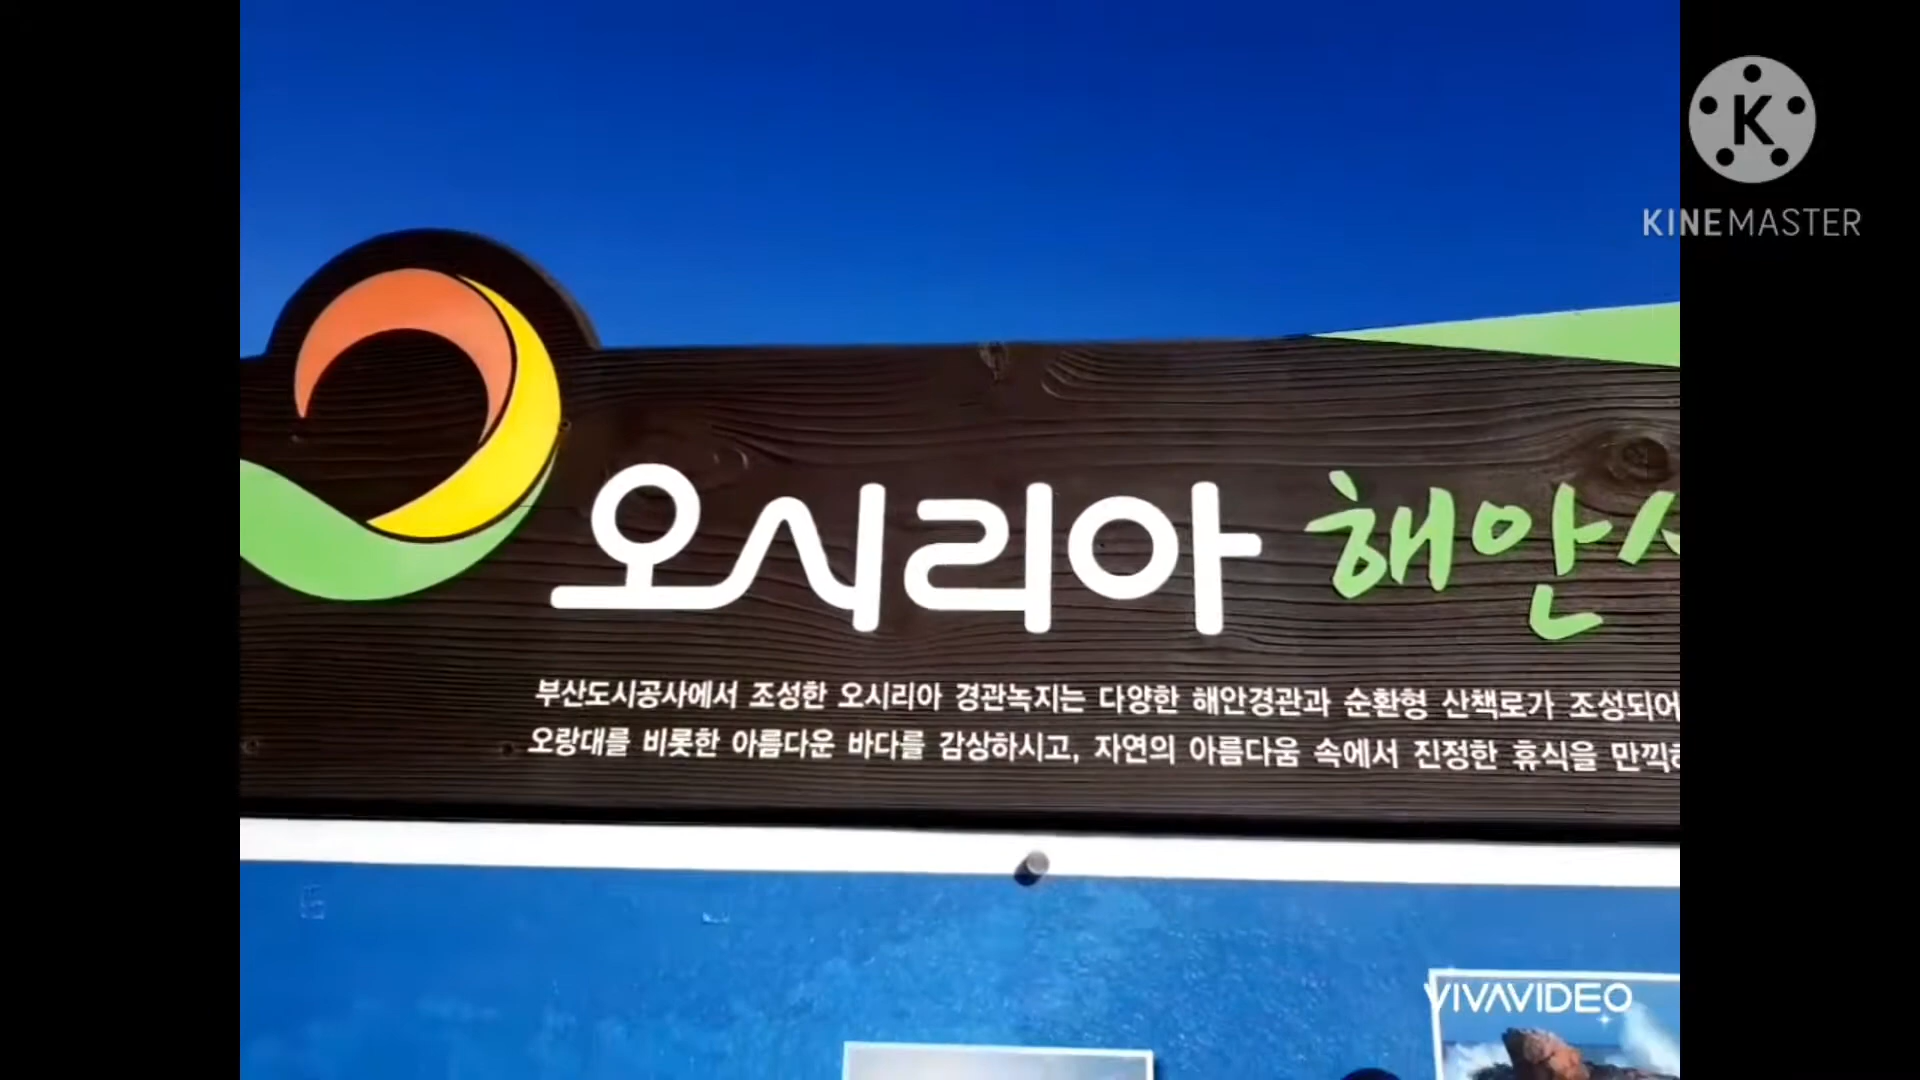 K
KINEMASTER
오시리아 해안
부산도시공사에서 조성한 오시리아 경관녹지는 다양한 해안경관과 순환형 산책로가 조성되어
오랑대를 비롯한 아름다운 바다를 감상하시고, 자연의 아름다움 속에서 진정한 휴식을 만끽
VIVAVIDEO